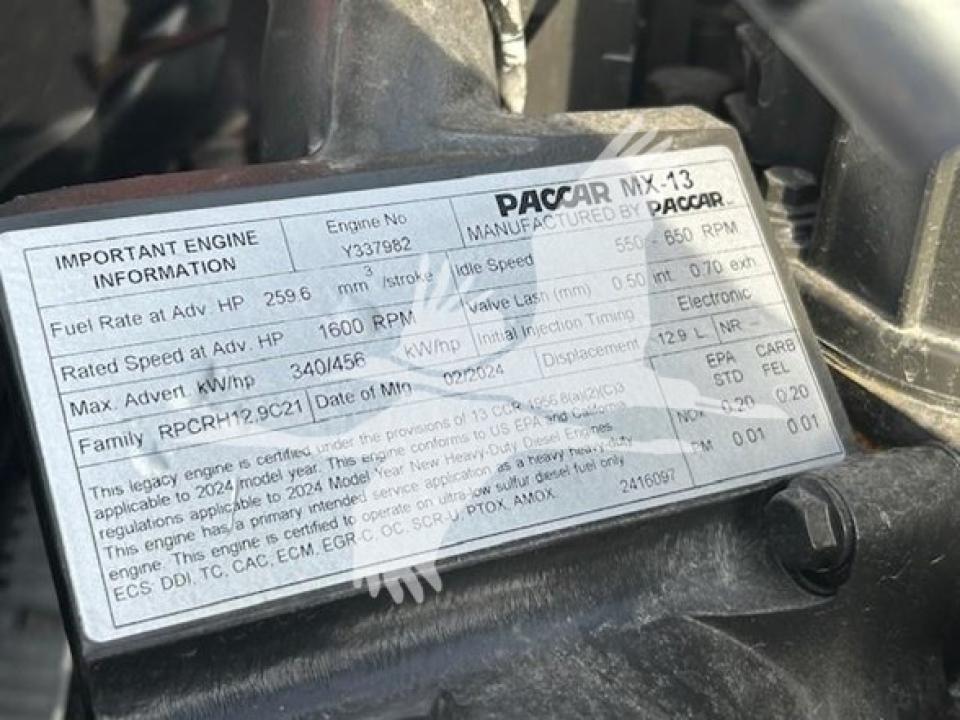 IMPORTANT ENGINE INFORMATION
Engine No Y337982
PACCAR MX-13
MANUFACTURED BY PACCAR
Fuel Rate at Adv HP 259.6 mm3/stroke
Idle Speed 550 - 650 RPM
Rated Speed at Adv. HP 1600 RPM
Valve Lash (mm) 0.50 int. 0.70 exh
Max. Advert. kW/hp 340/456 kW/hp
Initial Injection Timing Electronic
Family RPCRH12.9C21
Date of Mfg 02/2024
Displacement 12.9 L
NR -
This legacy engine is certified under the provisions of 13 CCR 1956.8(a)(2)(C)3
applicable to 2024 model year. This engine conforms to US EPA and California
regulations applicable to 2024 Model Year New Heavy-Duty Diesel Engines
This engine has a primary intended service application as a heavy heavy-duty
engine. This engine is certified to operate on ultra-low sulfur diesel fuel only
ECS, DDI, TC, CAC, ECM, EGR-C, OC, SCR-U, PTOX, AMOX. 2416097
EPA STD CARB FEL
NOX 0.20 0.20
PM 0.01 0.01